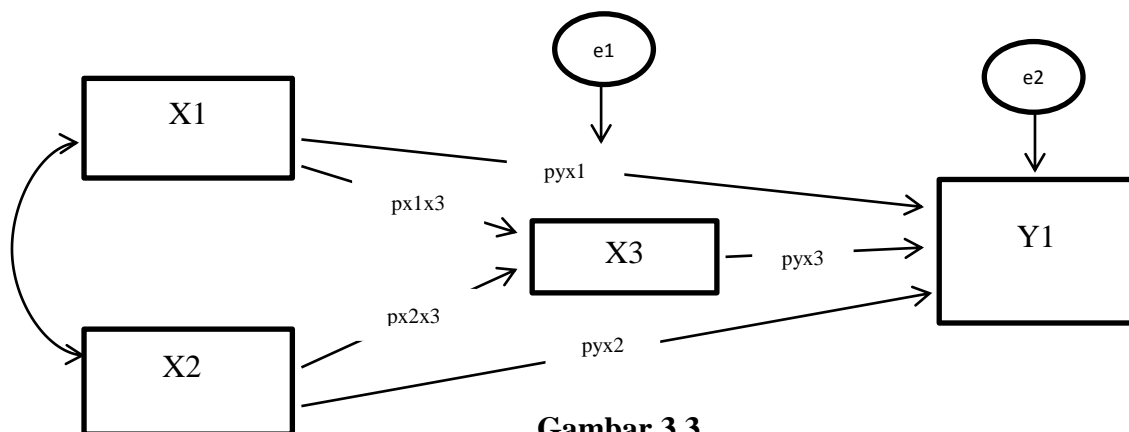 e1
e2
X1
pyx1
px1x3
X3
pyx3
Y1
px2x3
pyx2
X2
Gambar 3.3